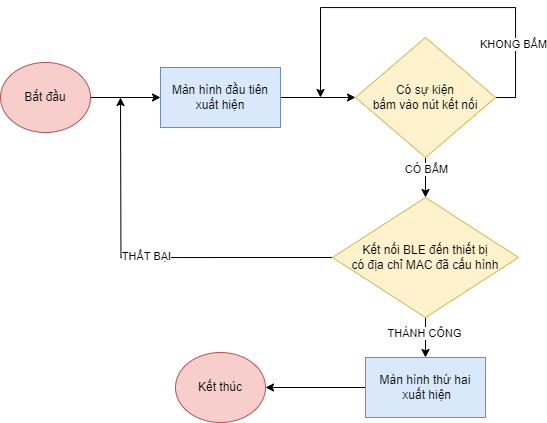 Bắt đầu
Màn hình đầu tiên
xuất hiện
Có sự kiện
bấm vào nút kết nối
KHONG BẤM
CÓ BẤM
Kết nối BLE đến thiết bị
có địa chỉ MAC đã cấu hình
THẤT BẠI
THÀNH CÔNG
Màn hình thứ hai
xuất hiện
Kết thúc